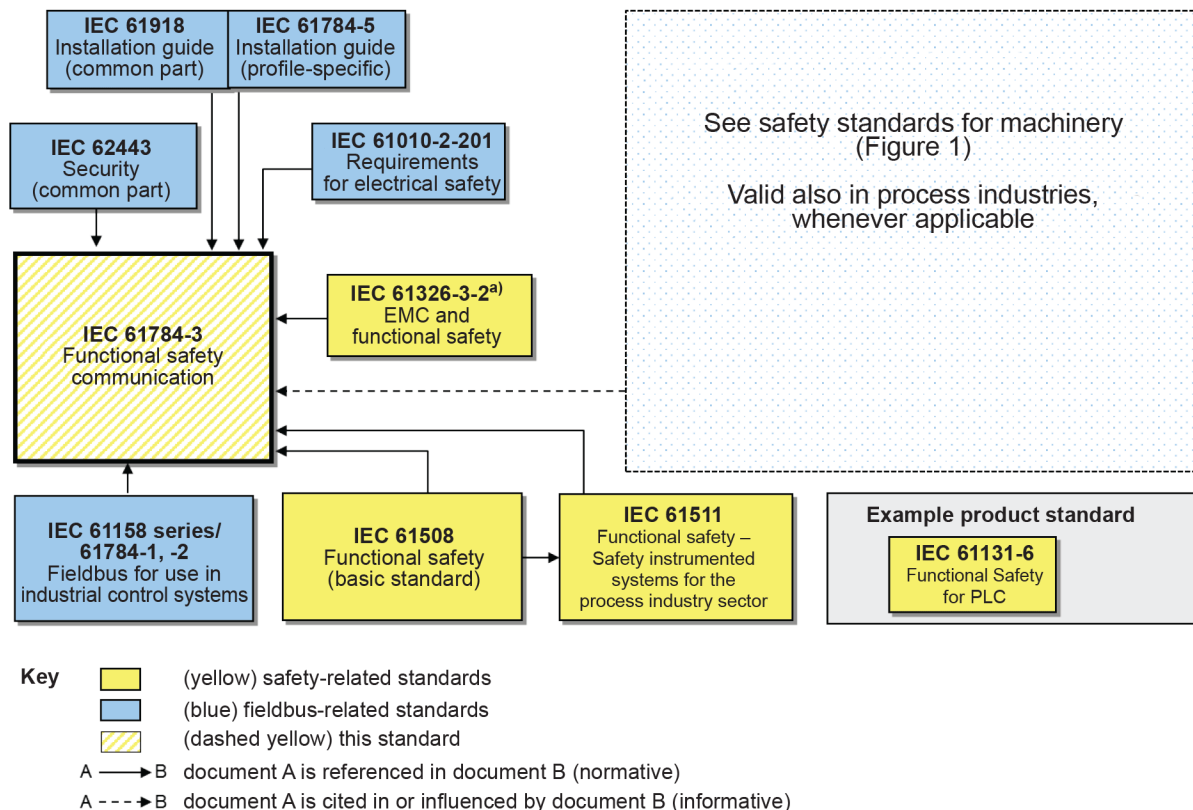 IEC 61918
Installation guide
(common part)
IEC 61784-5
Installation guide
(profile-specific)
See safety standards for machinery
(Figure 1)
Valid also in process industries,
whenever applicable
IEC 62443
Security
(common part)
IEC 61010-2-201
Requirements
for electrical safety
IEC 61784-3
Functional safety
communication
IEC 61326-3-2a)
EMC and
functional safety
IEC 61158 series/
61784-1, -2
Fieldbus for use in
industrial control systems
IEC 61508
Functional safety
(basic standard)
IEC 61511
Functional safety –
Safety instrumented
systems for the
process industry sector
Example product standard
IEC 61131-6
Functional Safety
for PLC
Key
(yellow) safety-related standards
(blue) fieldbus-related standards
(dashed yellow) this standard
A B document A is referenced in document B (normative)
A B document A is cited in or influenced by document B (informative)